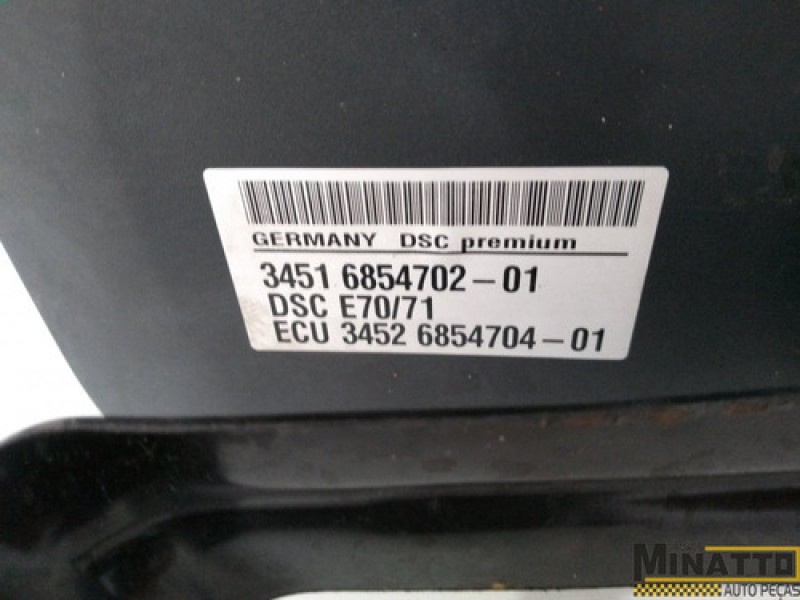 GERMANY DSC premium
3451 6854702-01
DSC E70/71
ECU 3452 6854704-01
MINATTO
AUTO PEÇAS